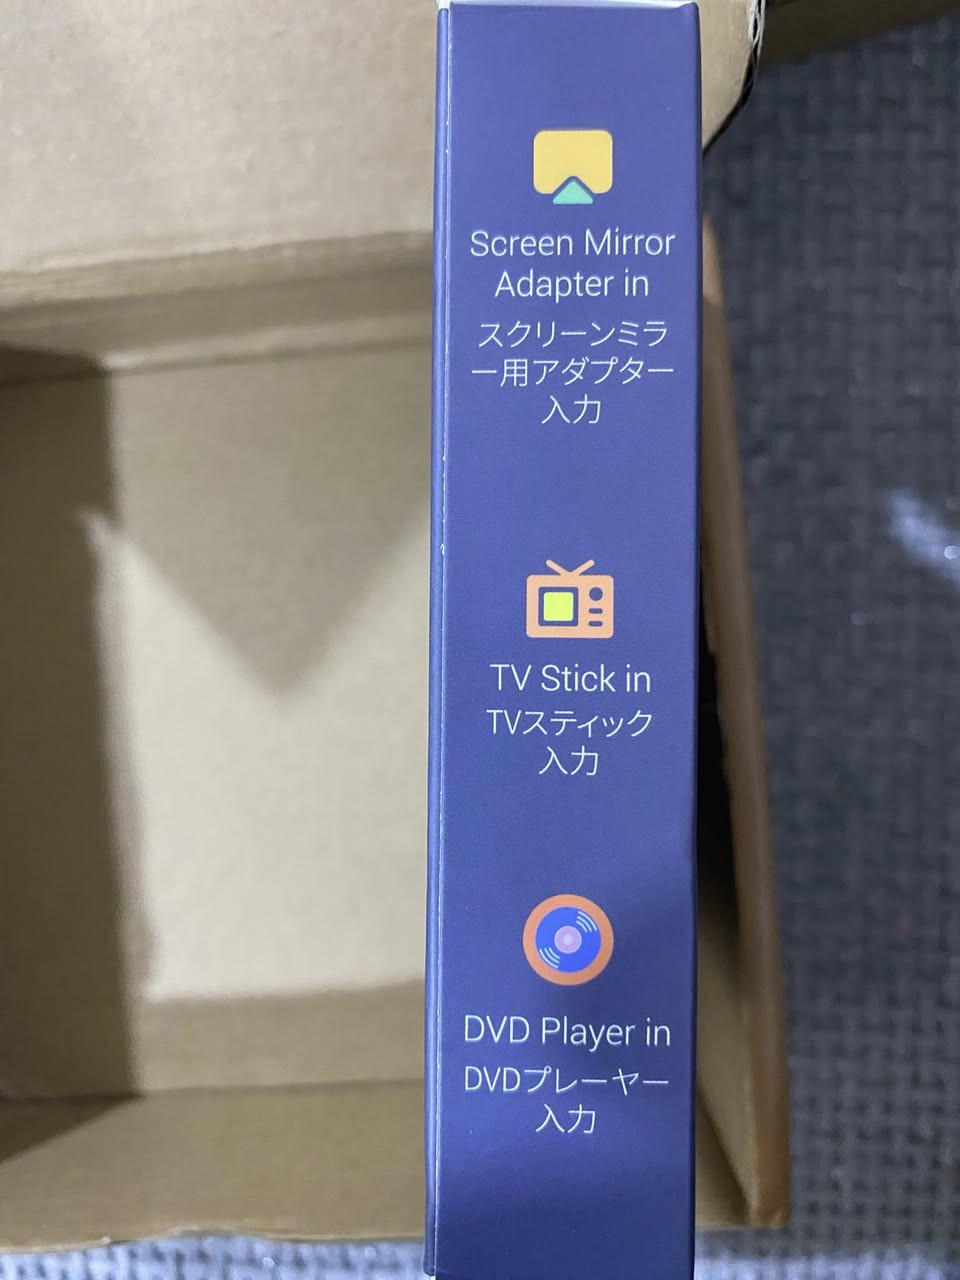 Screen Mirror
Adapter in
スクリーンミラ
ー用アダプター
入力
TV Stick in
TVスティック
入力
DVD Player in
DVDプレーヤー
入力